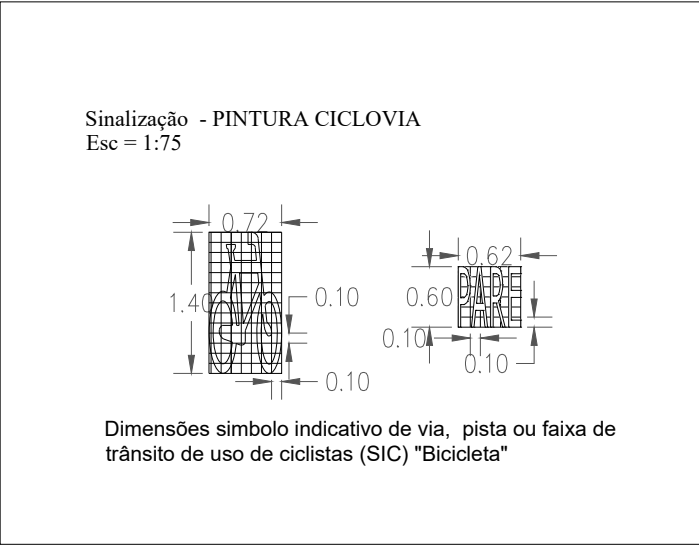 Sinalização - PINTURA CICLOVIA
Esc = 1:75
0.72
1.40
0.10
0.10
0.62
0.60
PARE
0.10
0.10
Dimensões simbolo indicativo de via, pista ou faixa de
trânsito de uso de ciclistas (SIC) "Bicicleta"